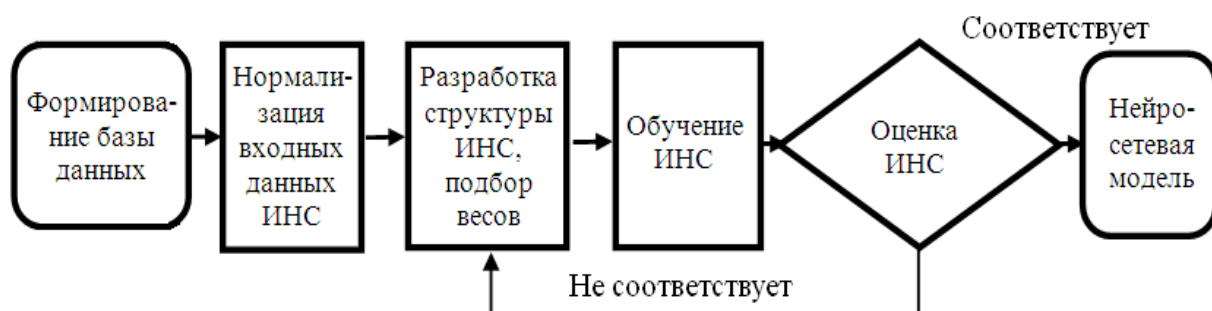 Соответствует
Формирова-
ние базы
данных
Нормали-
зация
входных
данных
ИНС
Разработка
структуры
ИНС,
подбор
весов
Обучение
ИНС
Оценка
ИНС
Нейро-
сетевая
модель
Не соответствует